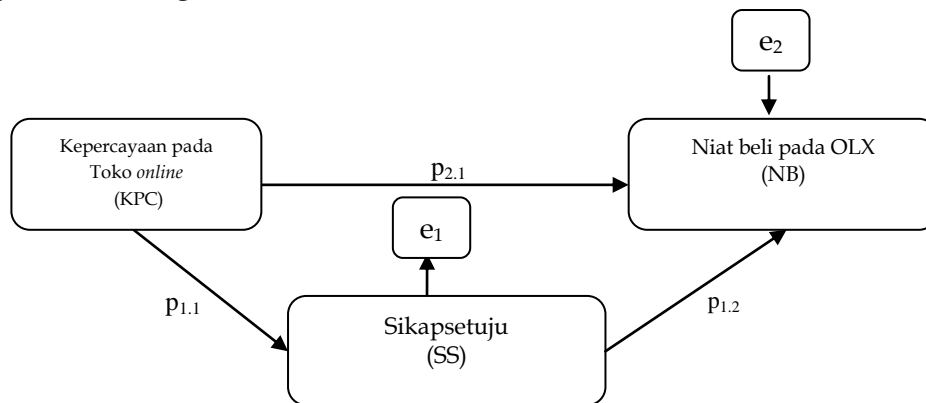 e2
Kepercayaan pada
Toko online
(KPC)
Niat beli pada OLX
(NB)
p2.1
e1
p1.1
p1.2
Sikapsetuju
(SS)